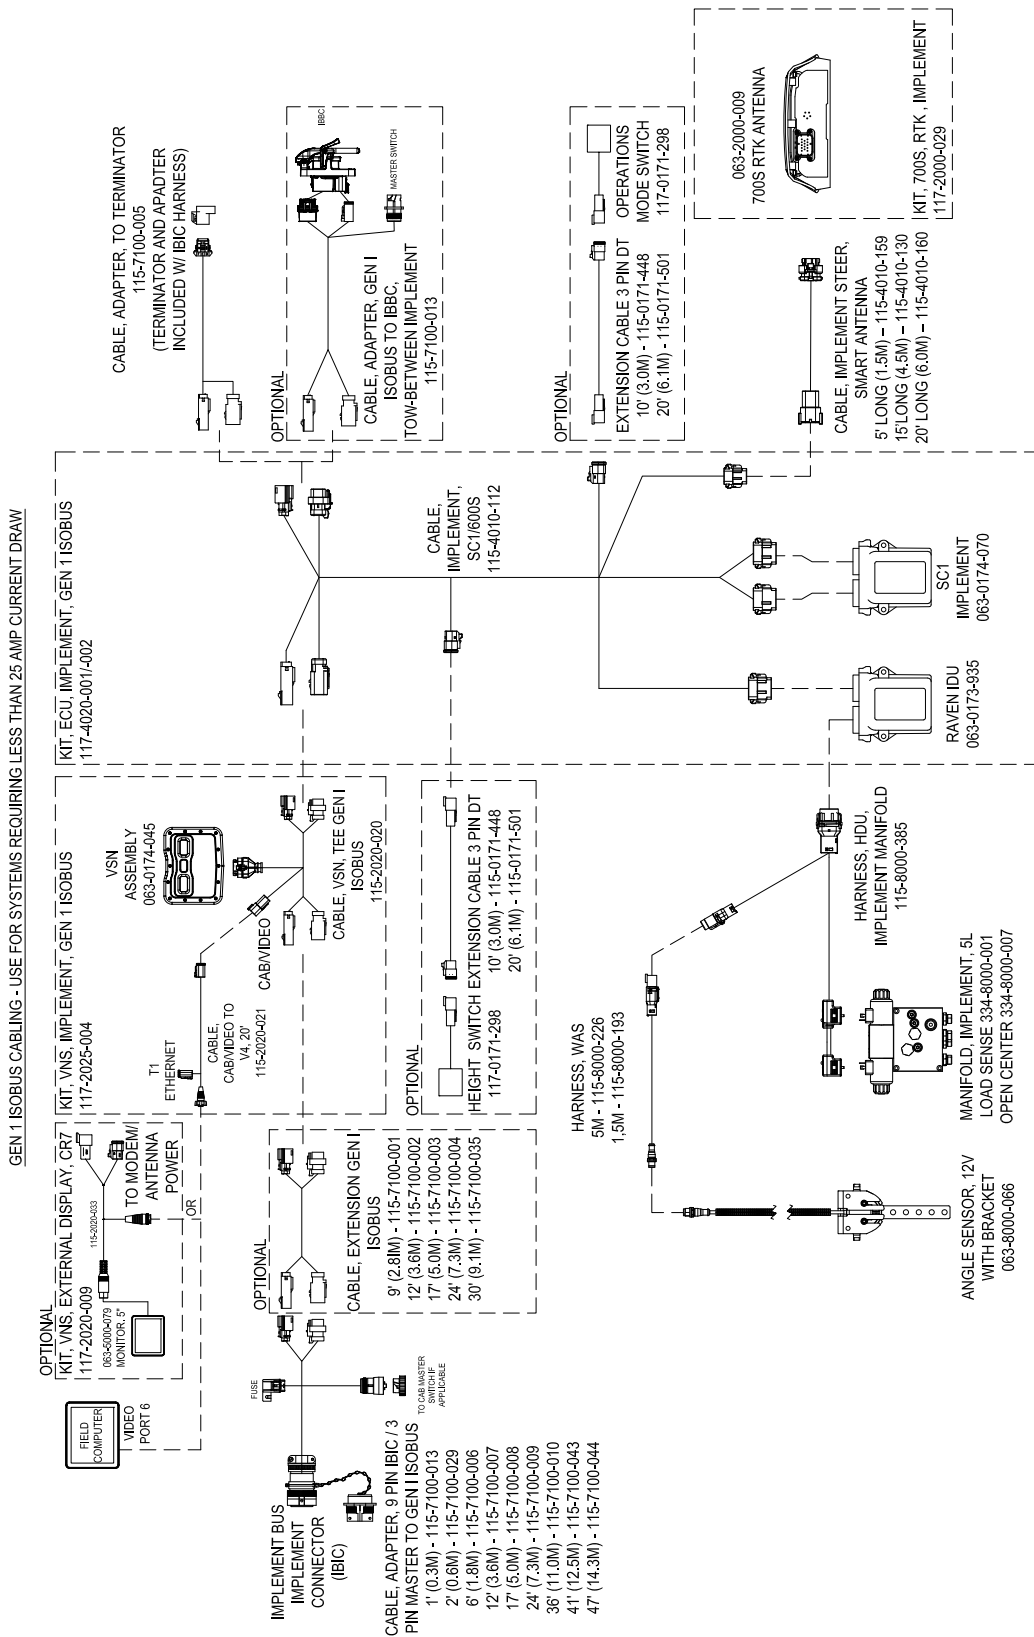 GEN 1 ISOBUS CABLING - USE FOR SYSTEMS REQUIRING LESS THAN 25 AMP CURRENT DRAW
FIELD
COMPUTER
VIDEO
PORT 6
OPTIONAL
KIT, VNS, EXTERNAL DISPLAY, CR7
117-2020-009
063-5000-079
MONITOR. 5"
115-2020-033
TO MODEM/
ANTENNA
POWER
OR
KIT, VNS, IMPLEMENT, GEN 1 ISOBUS
117-2025-004
T1
ETHERNET
CABLE,
CAB/VIDEO TO
V4, 20'
115-2020-021
CAB/VIDEO
VSN
ASSEMBLY
063-0174-045
CABLE, VSN, TEE GEN I
ISOBUS
115-2020-020
KIT, ECU, IMPLEMENT, GEN 1 ISOBUS
117-4020-001/-002
CABLE,
IMPLEMENT,
SC1/600S
115-4010-112
RAVEN IDU
063-0173-935
SC1
IMPLEMENT
063-0174-070
CABLE, ADAPTER, TO TERMINATOR
115-7100-005
(TERMINATOR AND APADTER
INCLUDED W/ IBIC HARNESS)
OPTIONAL
IBBC
MASTER SWITCH
CABLE, ADAPTER, GEN I
ISOBUS TO IBBC,
TOW-BETWEEN IMPLEMENT
115-7100-013
OPTIONAL
EXTENSION CABLE 3 PIN DT
10' (3.0M) - 115-0171-448
20' (6.1M) - 115-0171-501
OPERATIONS
MODE SWITCH
117-0171-298
CABLE, IMPLEMENT STEER,
SMART ANTENNA
5' LONG (1.5M) – 115-4010-159
15'LONG (4.5M) – 115-4010-130
20' LONG (6.0M) – 115-4010-160
063-2000-009
700S RTK ANTENNA
KIT, 700S, RTK , IMPLEMENT
117-2000-029
IMPLEMENT BUS
IMPLEMENT
CONNECTOR
(IBIC)
FUSE
TO CAB MASTER
SWITCH IF
APPLICABLE
CABLE, ADAPTER, 9 PIN IBIC / 3
PIN MASTER TO GEN I ISOBUS
1' (0.3M) - 115-7100-013
2' (0.6M) - 115-7100-029
6' (1.8M) - 115-7100-006
12' (3.6M) - 115-7100-007
17' (5.0M) - 115-7100-008
24' (7.3M) - 115-7100-009
36' (11.0M) - 115-7100-010
41' (12.5M) - 115-7100-043
47' (14.3M) - 115-7100-044
OPTIONAL
CABLE, EXTENSION GEN I
ISOBUS
9' (2.8lM) - 115-7100-001
12' (3.6M) - 115-7100-002
17' (5.0M) - 115-7100-003
24' (7.3M) - 115-7100-004
30' (9.1M) - 115-7100-035
OPTIONAL
HEIGHT SWITCH
117-0171-298
EXTENSION CABLE 3 PIN DT
10' (3.0M) - 115-0171-448
20' (6.1M) - 115-0171-501
HARNESS, WAS
5M - 115-8000-226
1,5M - 115-8000-193
HARNESS, HDU,
IMPLEMENT MANIFOLD
115-8000-385
ANGLE SENSOR, 12V
WITH BRACKET
063-8000-066
MANIFOLD, IMPLEMENT, 5L
LOAD SENSE 334-8000-001
OPEN CENTER 334-8000-007